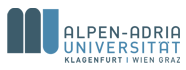 ALPEN-ADRIA
UNIVERSITÄT
KLAGENFURT I WIEN GRAZ